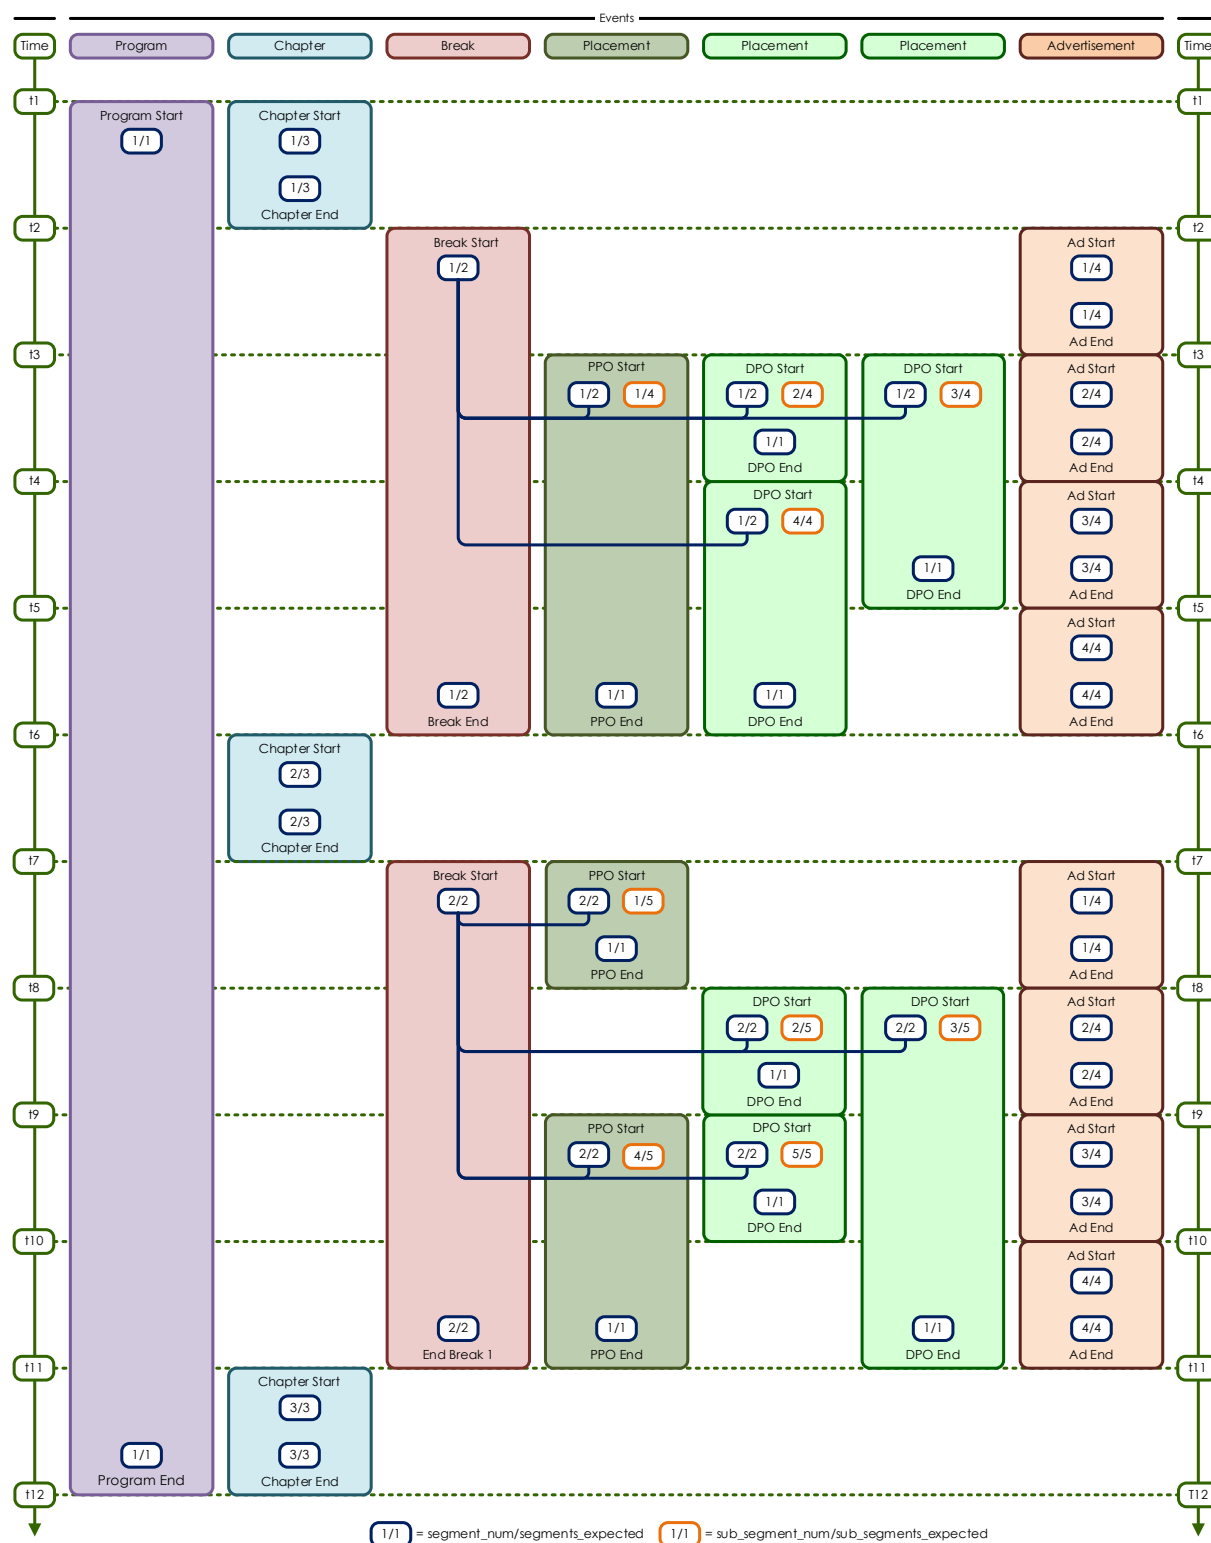 Events
Time Program Chapter Break Placement Placement Placement Advertisement Time
t1 t1
Program Start Chapter Start
1/1 1/3
1/3
Chapter End
t2 t2
Break Start Ad Start
1/2 1/4
1/4
Ad End
t3 t3
PPO Start DPO Start DPO Start Ad Start
1/2 1/4 1/2 2/4 1/2 3/4 2/4
1/1 2/4
DPO End Ad End
t4 t4
DPO Start Ad Start
1/2 4/4 3/4
1/1 3/4
DPO End Ad End
t5 t5
Ad Start
4/4
1/2 1/1 1/1 4/4
Break End PPO End DPO End Ad End
t6 t6
Chapter Start
2/3
2/3
Chapter End
t7 t7
Break Start PPO Start Ad Start
2/2 2/2 1/5 1/4
1/1 1/4
PPO End Ad End
t8 t8
DPO Start DPO Start Ad Start
2/2 2/5 2/2 3/5 2/4
1/1 2/4
DPO End Ad End
t9 t9
PPO Start DPO Start Ad Start
2/2 4/5 2/2 5/5 3/4
1/1 3/4
DPO End Ad End
t10 t10
Ad Start
4/4
2/2 1/1 1/1 4/4
End Break 1 PPO End DPO End Ad End
t11 t11
Chapter Start
3/3
1/1 3/3
Program End Chapter End
t12 T12
1/1 = segment_num/segments_expected 1/1 = sub_segment_num/sub_segments_expected